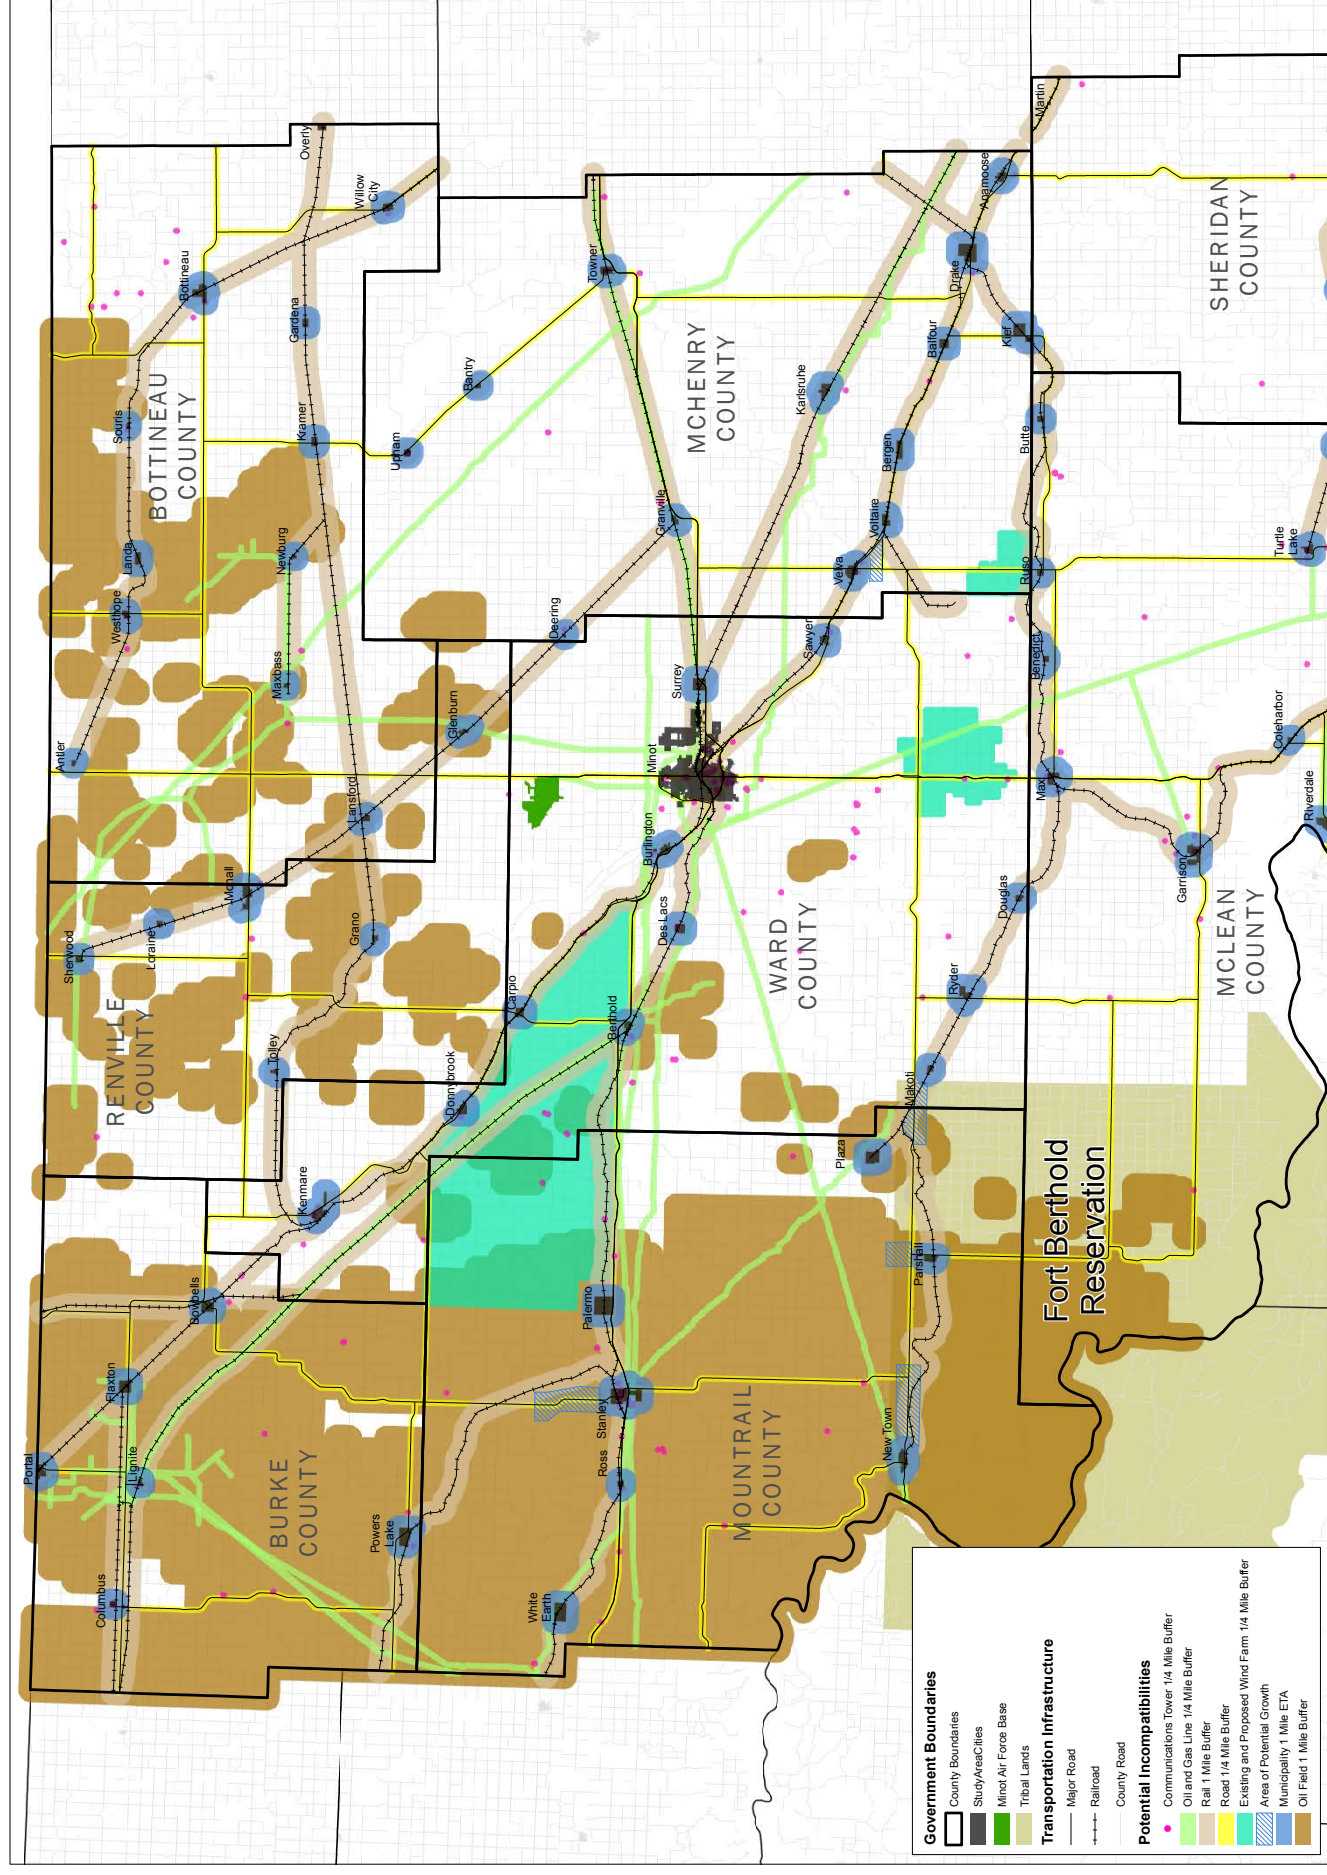 Portal
Columbus
Lignite
Flaxton
Bowbells
BURKE
COUNTY
Powers
Lake
White
Earth
Ross
Stanley
Palermo
MOUNTRAIL
COUNTY
New Town
Parshall
Plaza
Makoti
Kenmare
Tolley
Donnybrook
Carpio
Berthold
Des Lacs
Burlington
Minot
Surrey
WARD
COUNTY
Ryder
Douglas
Sawyer
RENVILLE
COUNTY
Sherwood
Loraine
Mohall
Grano
Lansford
Glenburn
Deering
Antler
Westhope
Landa
Souris
BOTTINEAU
COUNTY
Maxbass
Newburg
Kramer
Gardena
Bottineau
Willow
City
Overly
Upham
Bantry
Towner
Granville
MCHENRY
COUNTY
Karlsruhe
Velva
Voltaire
Bergen
Balfour
Drake
Anamoose
Kief
Martin
Butte
Ruso
Benedict
Max
Garrison
Coleharbor
Riverdale
Turtle
Lake
MCLEAN
COUNTY
SHERIDAN
COUNTY
Fort Berthold
Reservation
Government Boundaries
County Boundaries
StudyAreaCities
Minot Air Force Base
Tribal Lands
Transportation Infrastructure
Major Road
Railroad
County Road
Potential Incompatibilities
Communications Tower 1/4 Mile Buffer
Oil and Gas Line 1/4 Mile Buffer
Rail 1 Mile Buffer
Road 1/4 Mile Buffer
Existing and Proposed Wind Farm 1/4 Mile Buffer
Area of Potential Growth
Municipality 1 Mile ETA
Oil Field 1 Mile Buffer